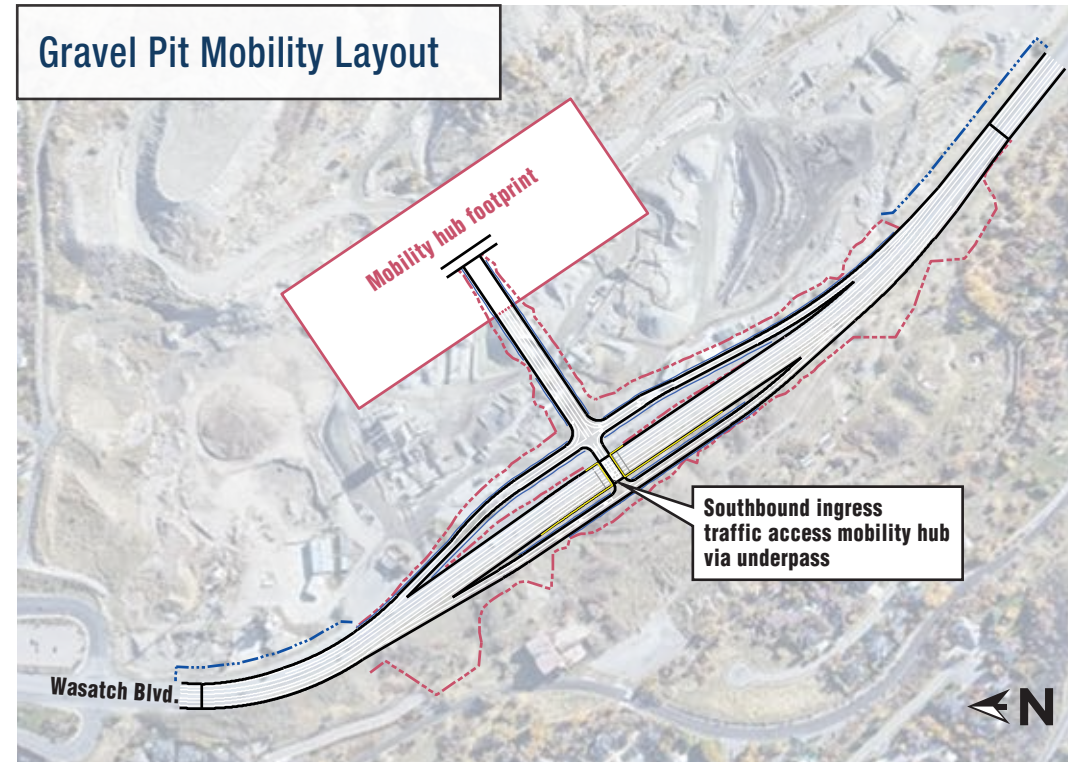 Gravel Pit Mobility Layout
Mobility hub footprint
Southbound ingress
traffic access mobility hub
via underpass
Wasatch Blvd.
N